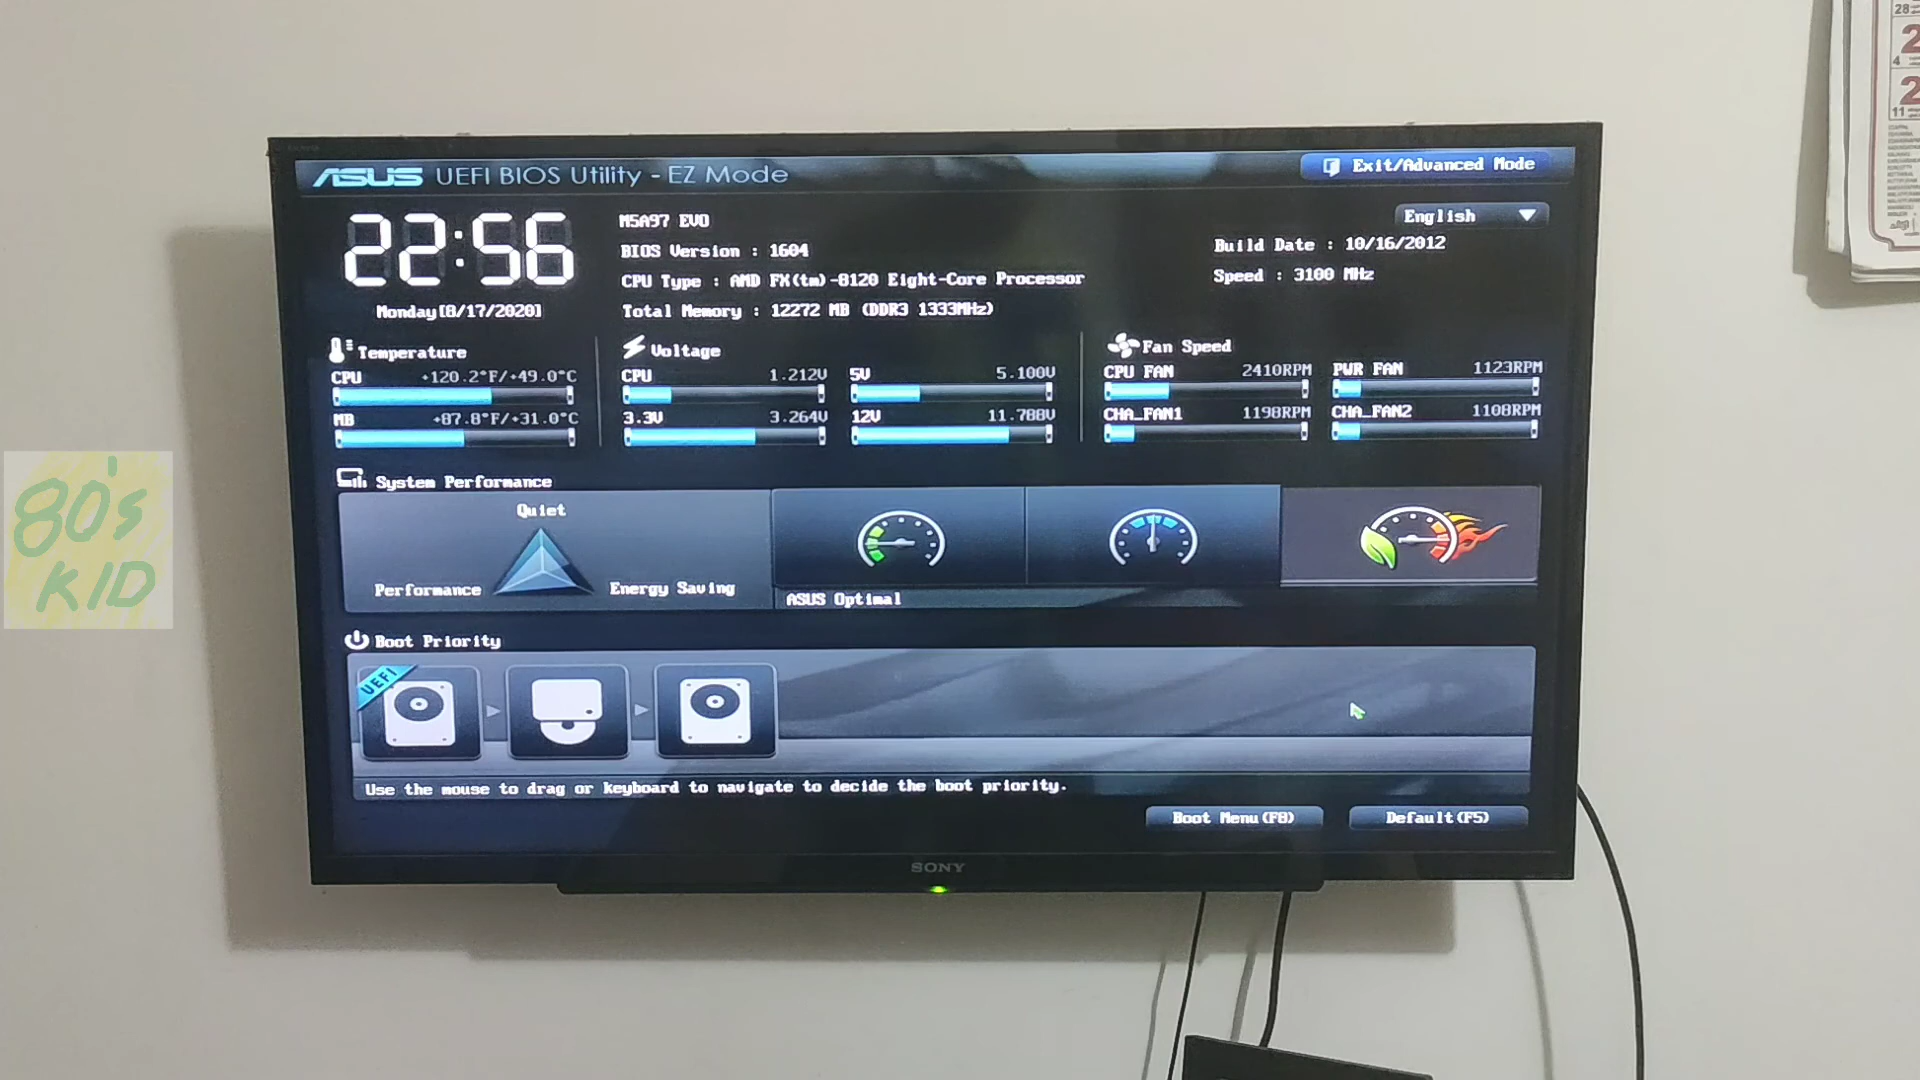 ASUS UEFI BIOS Utility - EZ Mode
Exit/Advanced Mode
English
22:56
Monday[8/17/2020]
M5A97 EVO
BIOS Version : 1604
CPU Type : AMD FX(tm)-8120 Eight-Core Processor
Total Memory : 12272 MB (DDR3 1333MHz)
Build Date : 10/16/2012
Speed : 3100 MHz
Temperature
CPU +120.2°F/+49.0°C
MB +87.8°F/+31.0°C
Voltage
CPU 1.212V 5V 5.100V
3.3V 3.264V 12V 11.788V
Fan Speed
CPU_FAN 2410RPM PWR_FAN 1123RPM
CHA_FAN1 1198RPM CHA_FAN2 1108RPM
System Performance
Quiet
Performance Energy Saving
ASUS Optimal
Boot Priority
UEFI
Use the mouse to drag or keyboard to navigate to decide the boot priority.
Boot Menu(F8) Default(F5)
SONY
80's
KID
28
4
11